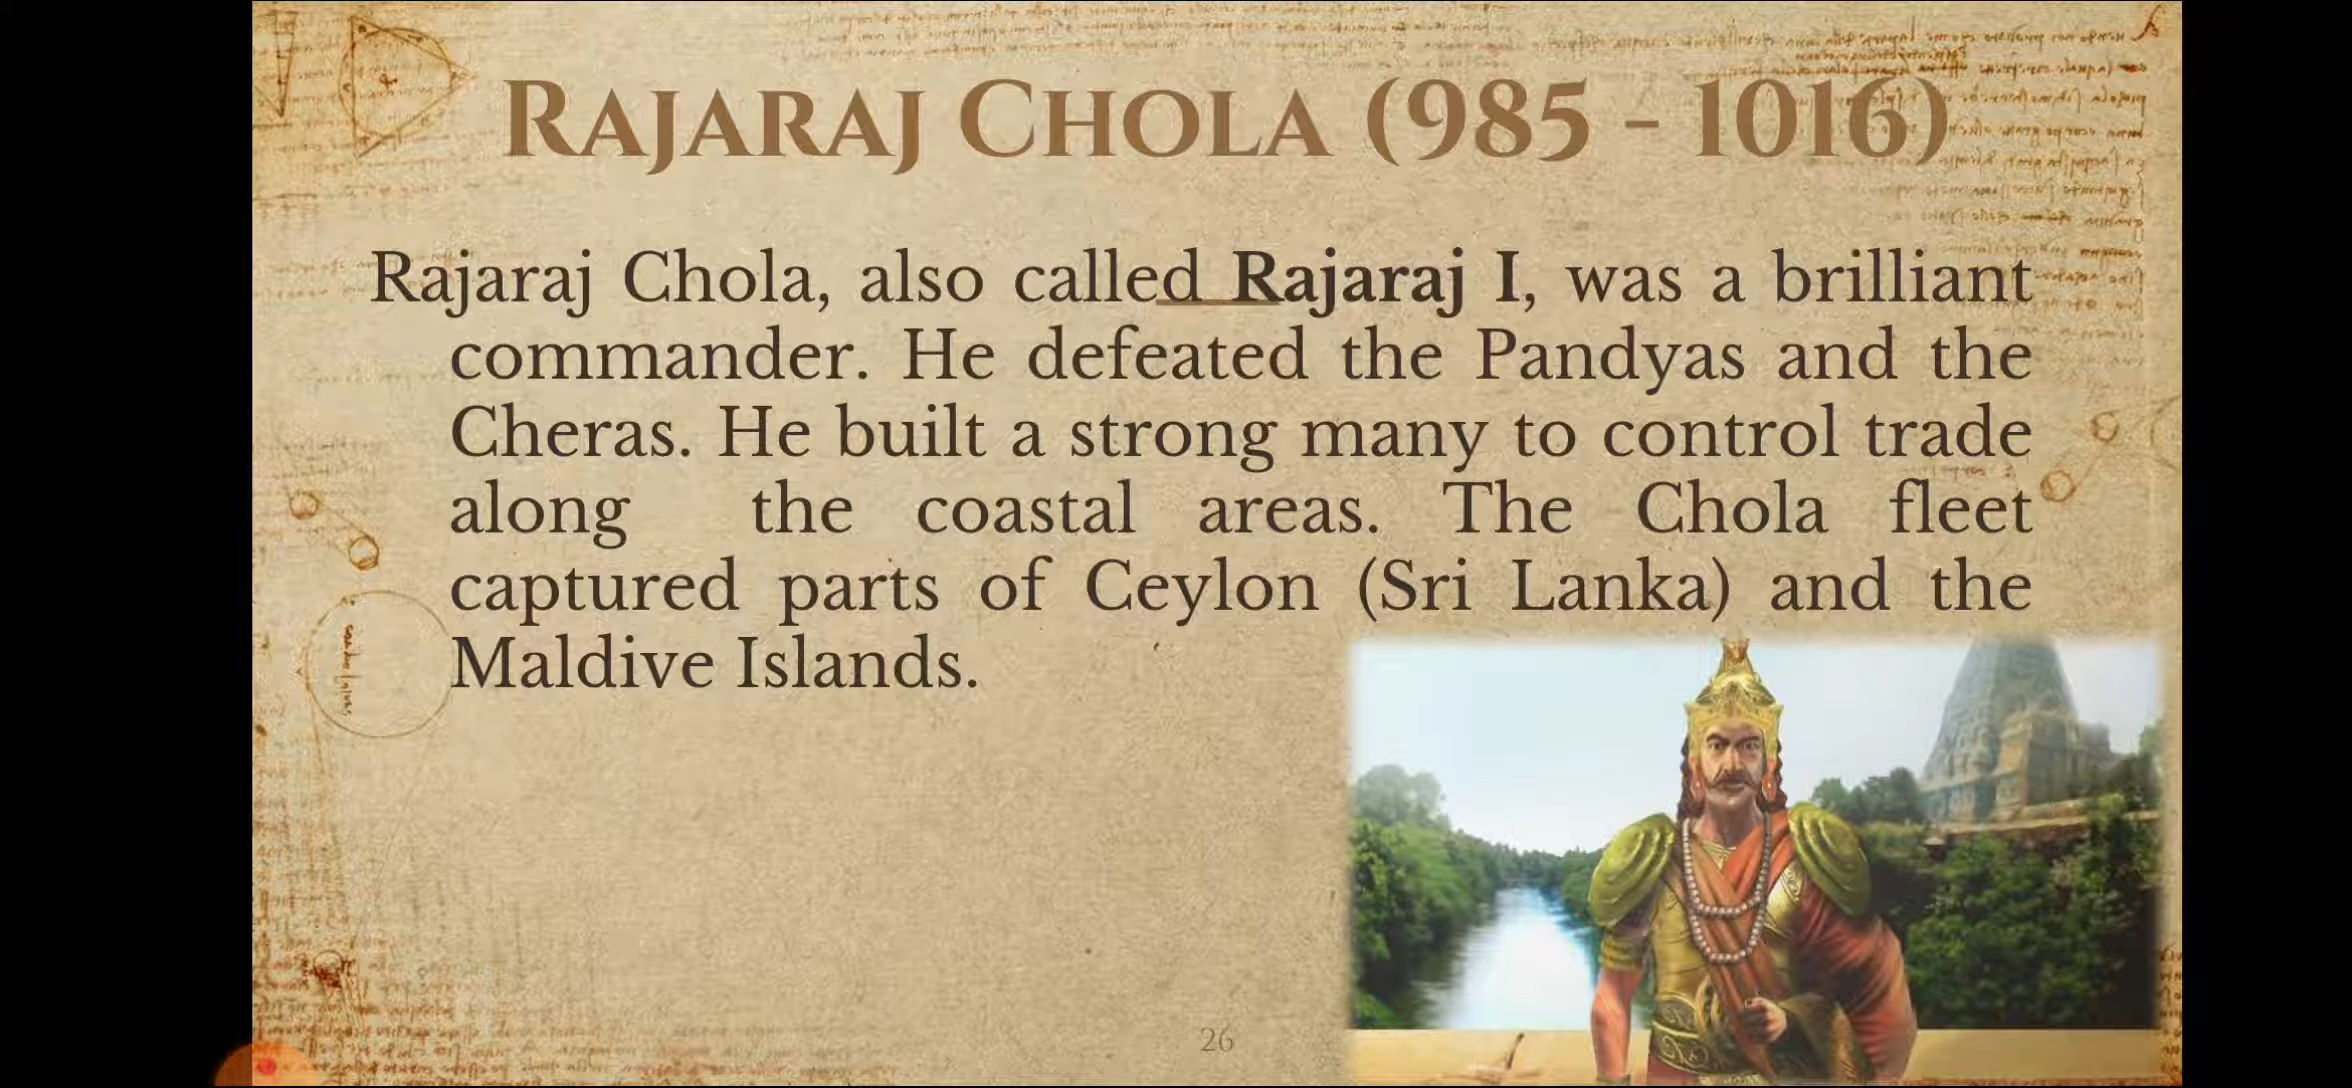 Rajaraj Chola (985 - 1016)
Rajaraj Chola, also called Rajaraj I, was a brilliant
commander. He defeated the Pandyas and the
Cheras. He built a strong many to control trade
along the coastal areas. The Chola fleet
captured parts of Ceylon (Sri Lanka) and the
Maldive Islands.
26